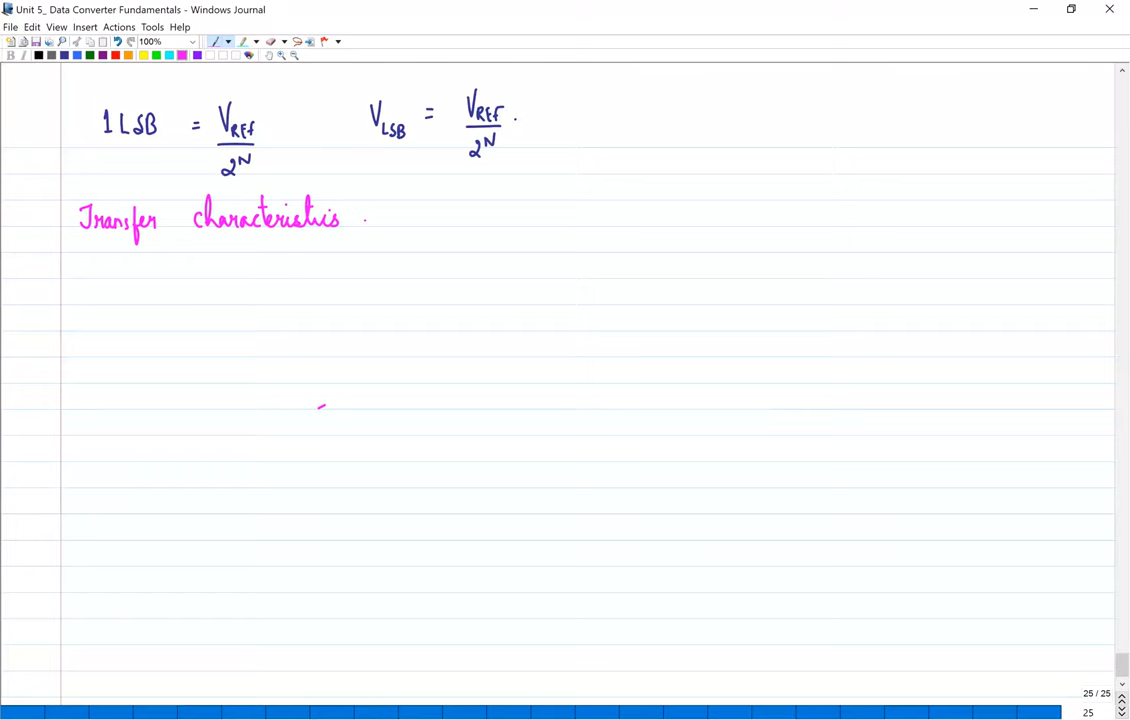 Unit 5_ Data Converter Fundamentals - Windows Journal
File Edit View Insert Actions Tools Help
100%
B I
1 LSB = V_REF / 2^N    V_LSB = V_REF / 2^N .
Transfer characteristics .
25 / 25
25